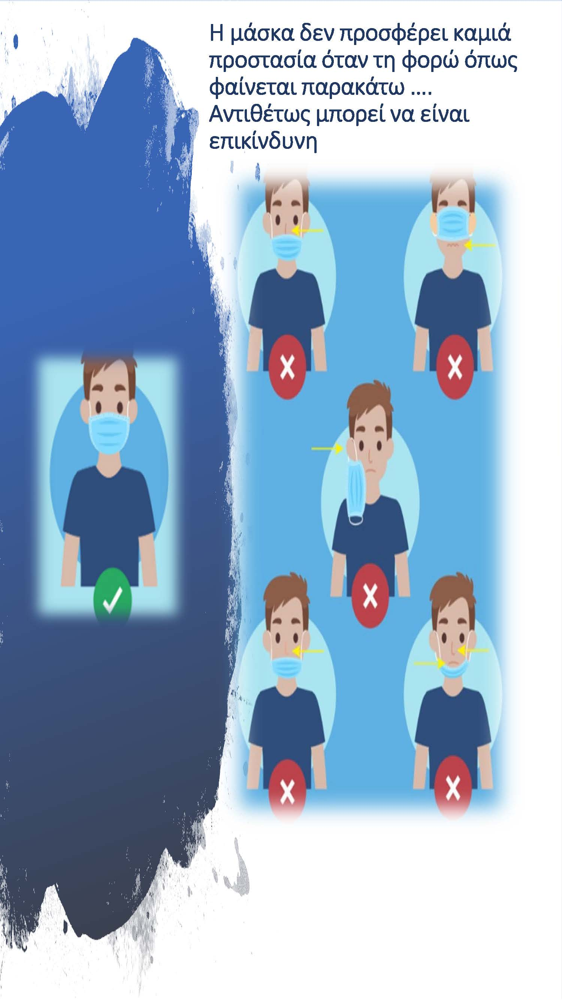 Η μάσκα δεν προσφέρει καμιά
προστασία όταν τη φορώ όπως
φαίνεται παρακάτω ....
Αντιθέτως μπορεί να είναι
επικίνδυνη